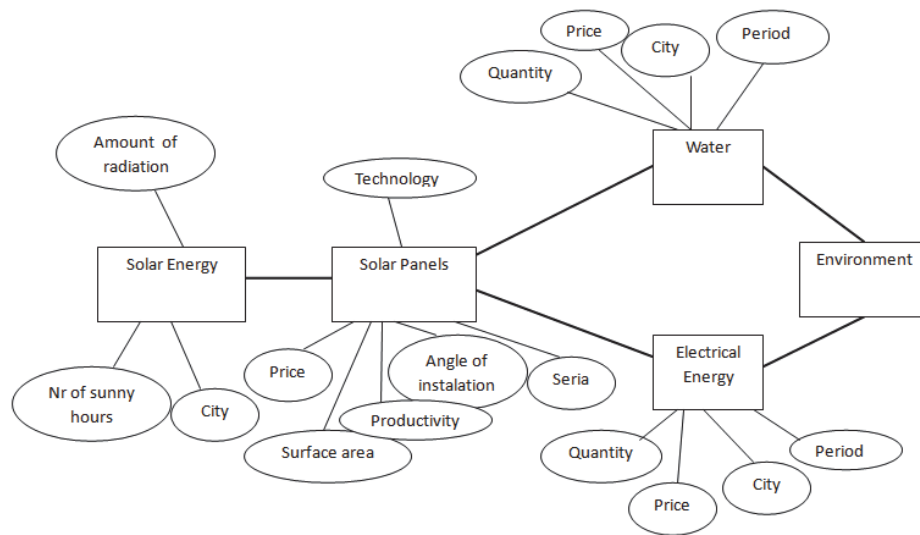 Price
City
Period
Quantity
Water
Amount of
radiation
Technology
Solar Energy
Solar Panels
Environment
Electrical
Energy
Price
Angle of
instalation
Seria
Nr of sunny
hours
City
Productivity
Surface area
Quantity
Period
Price
City